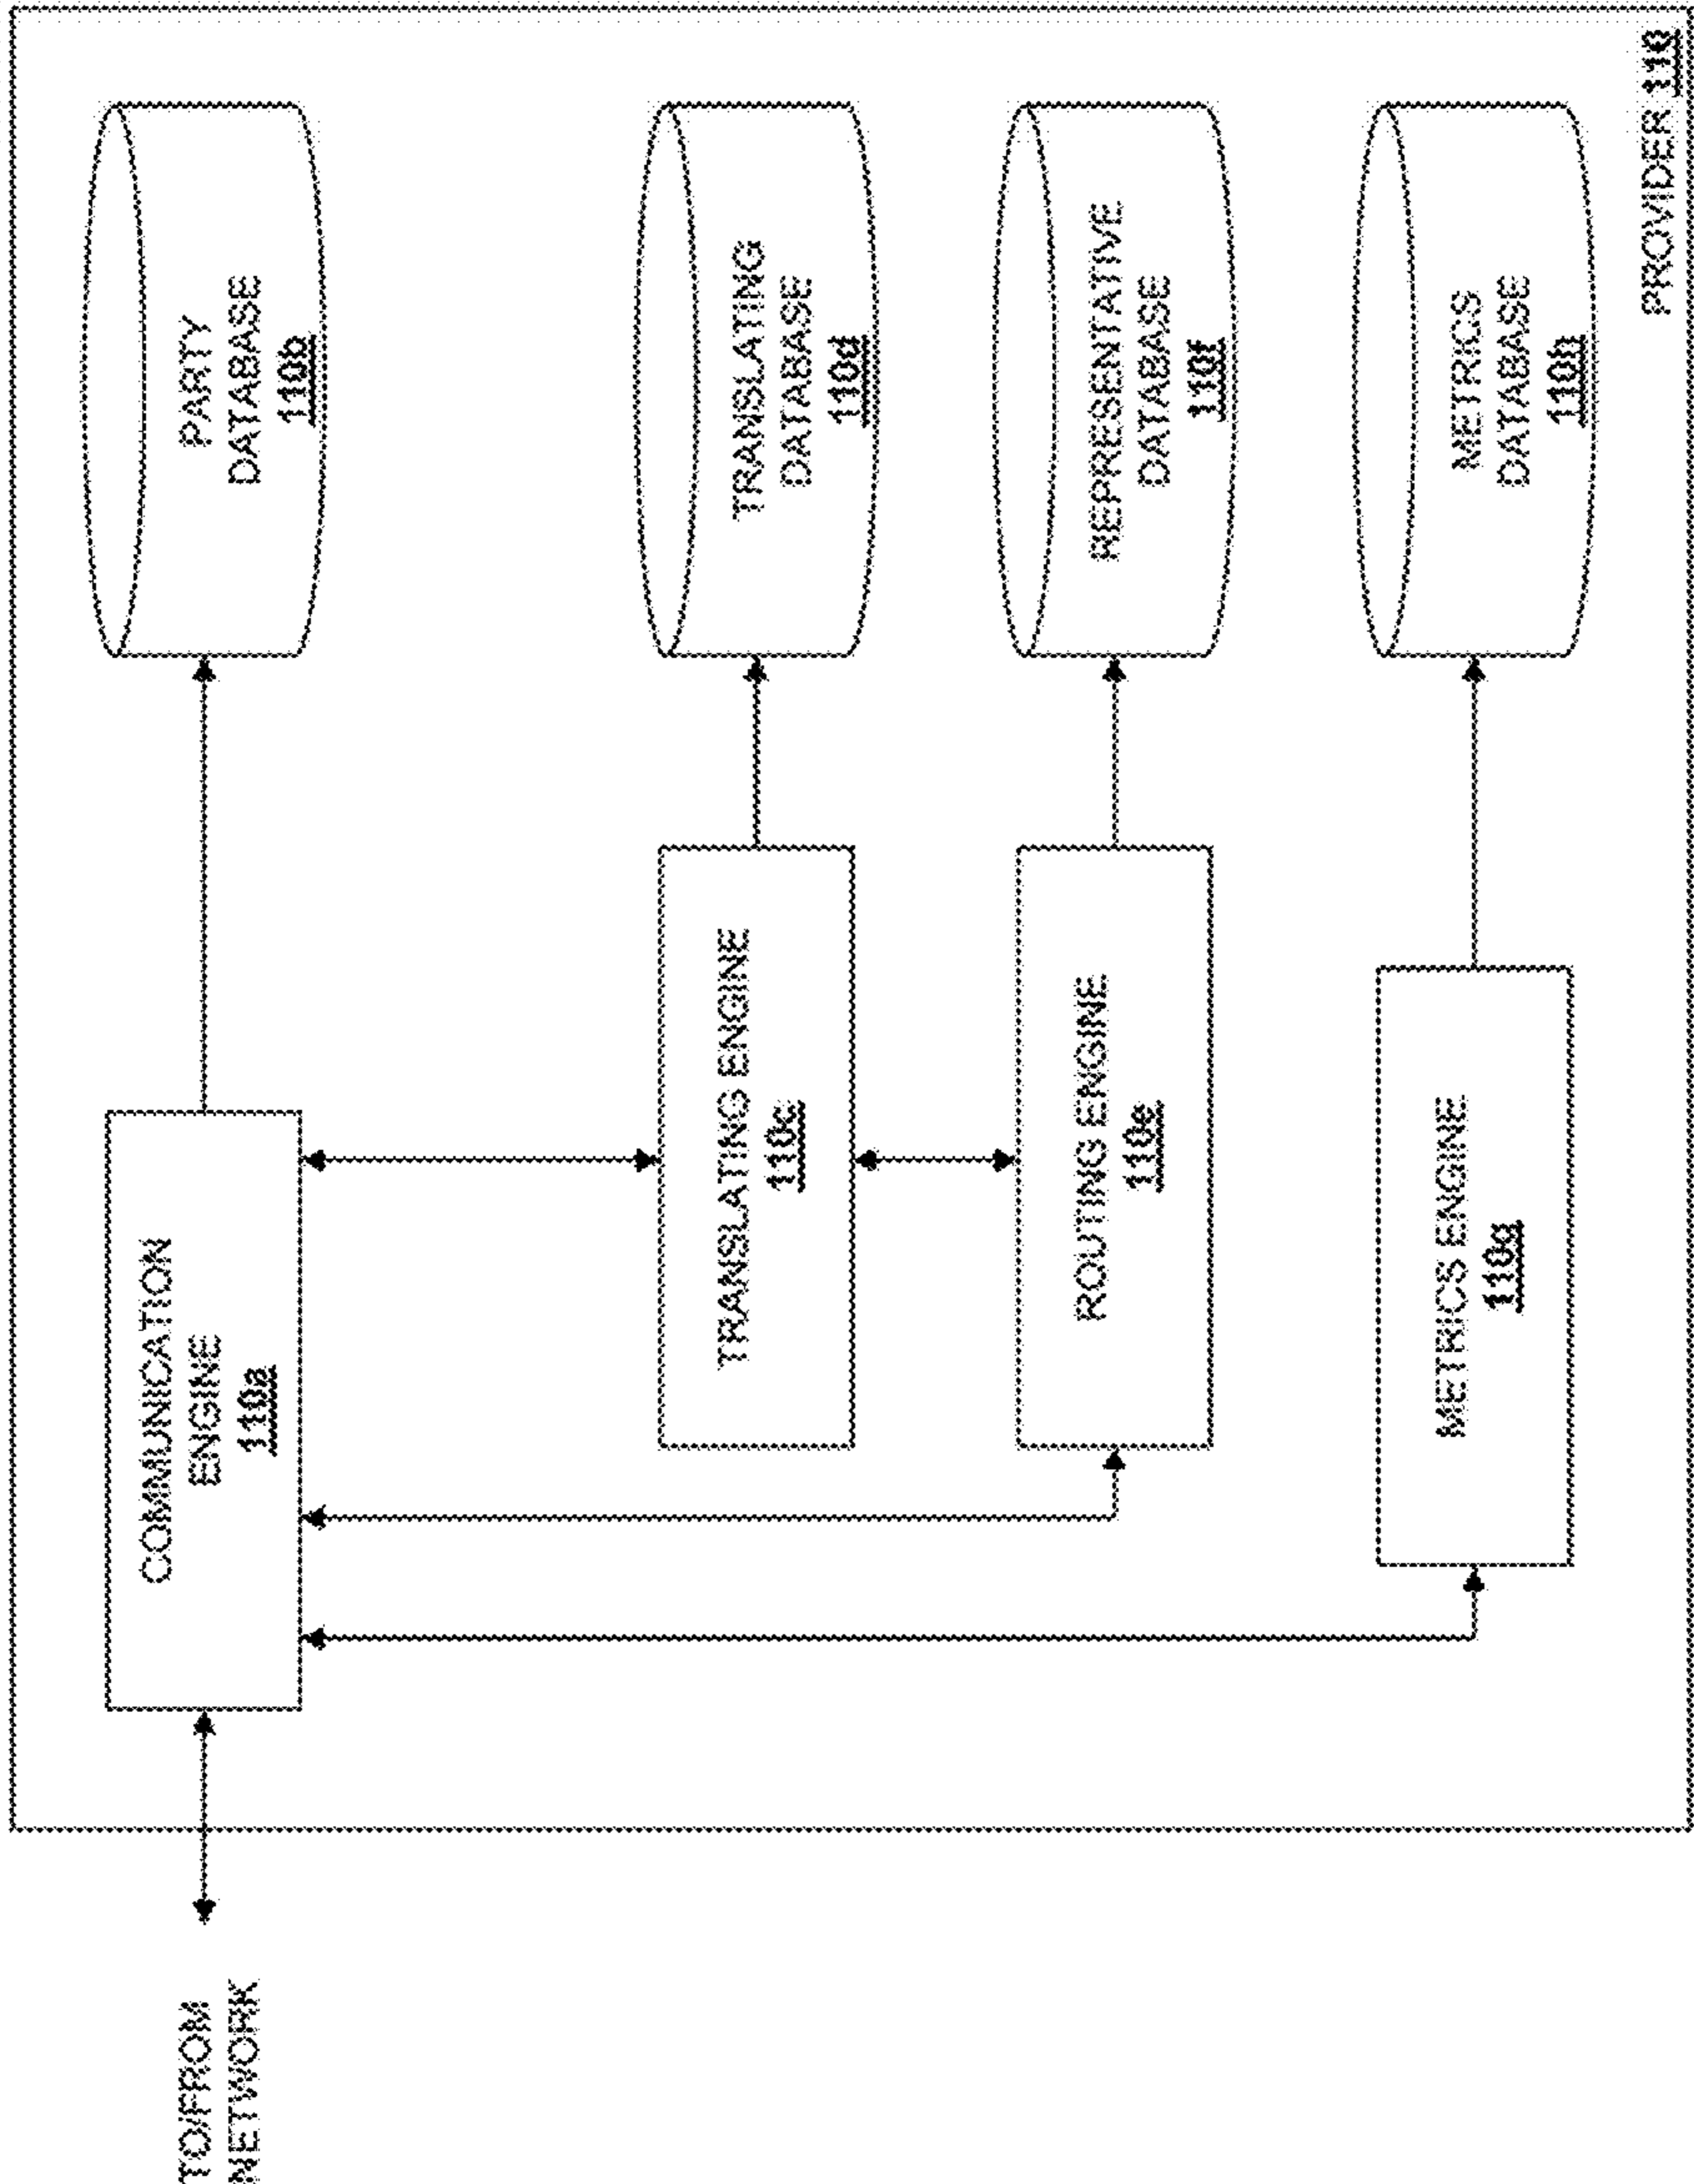 TO/FROM
NETWORK
COMMUNICATION
ENGINE
110a
PARTY
DATABASE
110b
TRANSLATING ENGINE
110c
TRANSLATING
DATABASE
110d
ROUTING ENGINE
110e
REPRESENTATIVE
DATABASE
110f
METRICS ENGINE
110g
METRICS
DATABASE
110h
PROVIDER 110